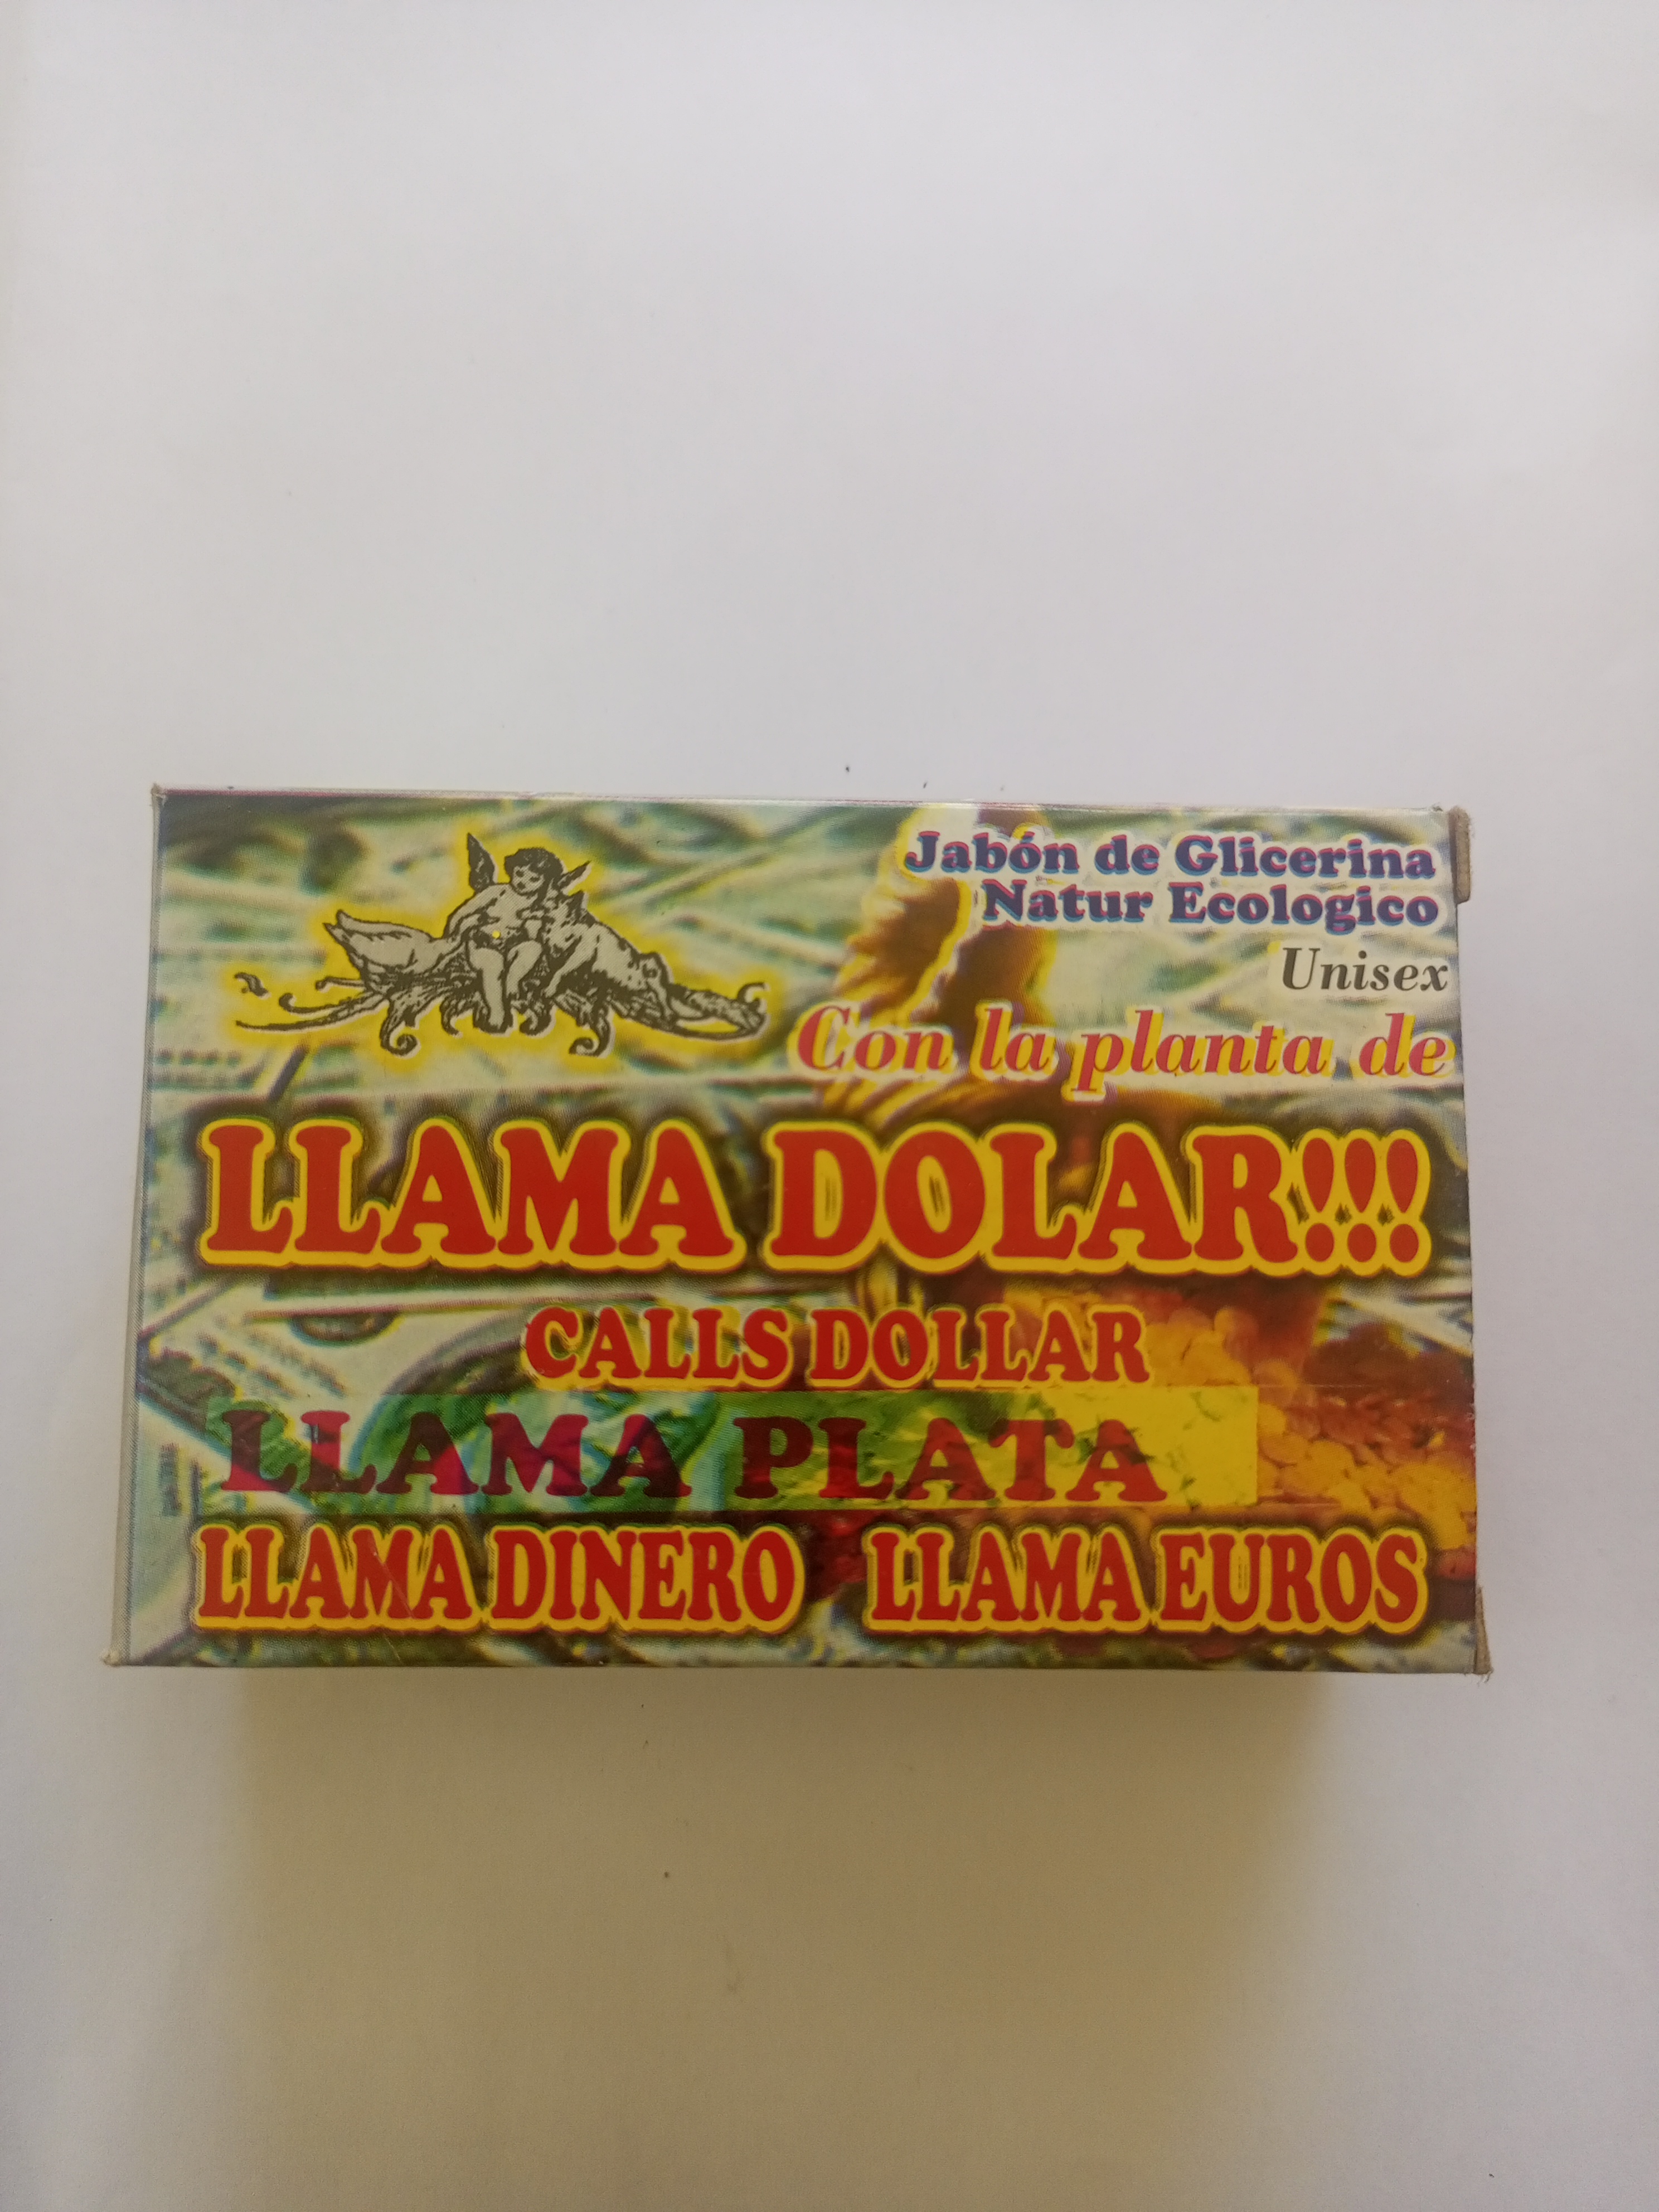 Jabón de Glicerina
Natur Ecologico
Unisex
Con la planta de
LLAMA DOLAR!!!
CALLS DOLLAR
LLAMA PLATA
LLAMA DINERO LLAMA EUROS